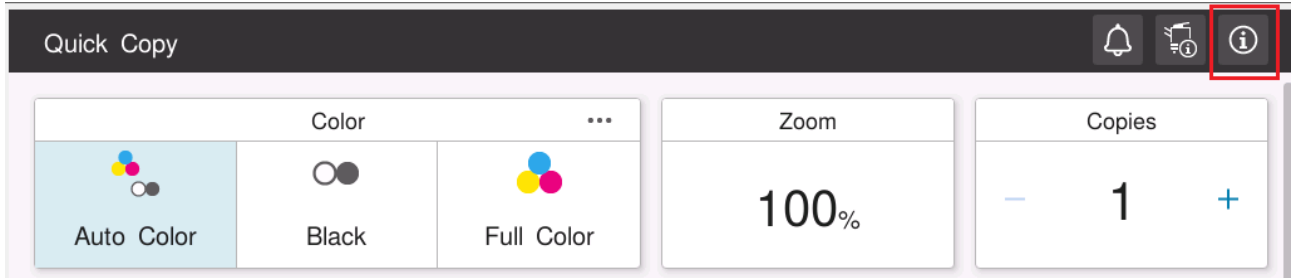 Quick Copy
Color ... Zoom Copies
Auto Color Black Full Color 100% - 1 +